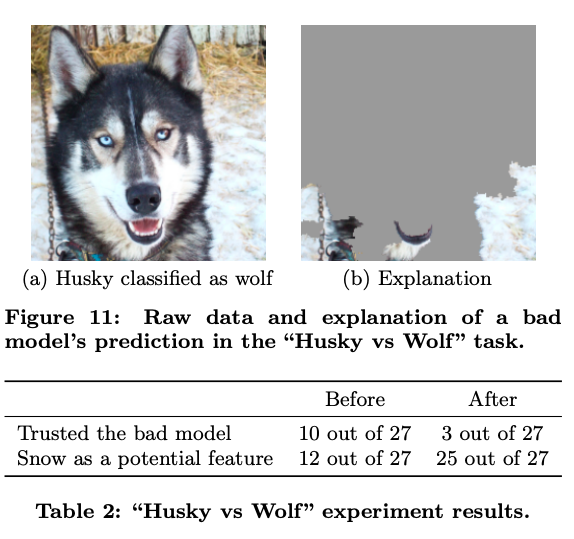 (a) Husky classified as wolf
(b) Explanation
Figure 11: Raw data and explanation of a bad
model's prediction in the “Husky vs Wolf” task.
Before After
Trusted the bad model 10 out of 27 3 out of 27
Snow as a potential feature 12 out of 27 25 out of 27
Table 2: “Husky vs Wolf” experiment results.